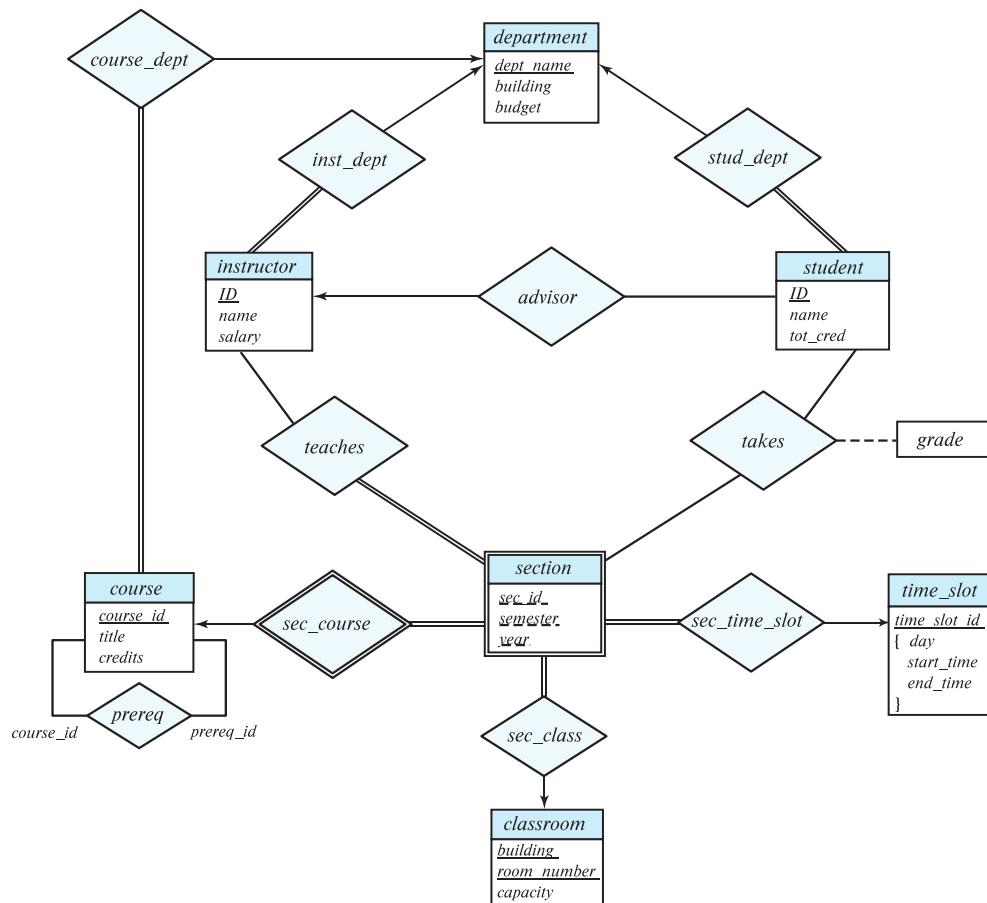 department
course_dept
dept_name
building
budget
inst_dept
stud_dept
instructor
ID
name
salary
advisor
student
ID
name
tot_cred
teaches
takes
grade
course
course_id
title
credits
sec_course
section
sec_id
semester
year
sec_time_slot
time_slot
time_slot_id
{ day
start_time
end_time
}
prereq
course_id
prereq_id
sec_class
classroom
building
room_number
capacity